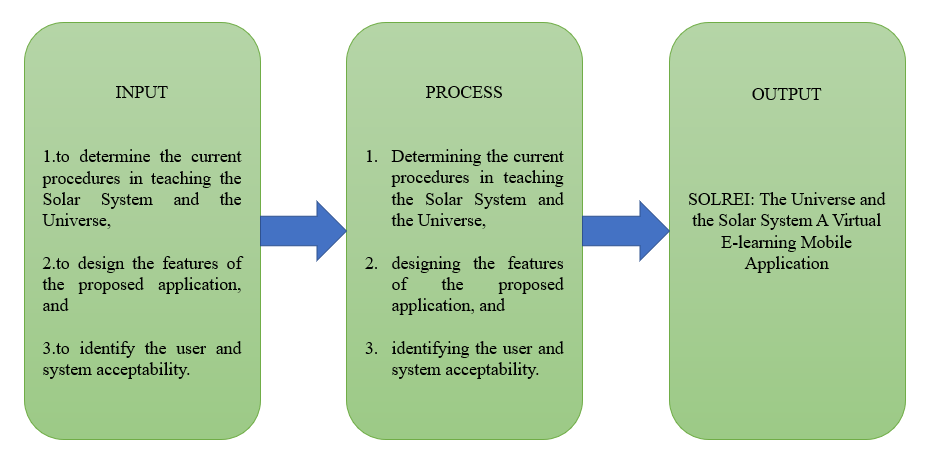 INPUT
1.to determine the current
procedures in teaching the
Solar System and the
Universe,
2.to design the features of
the proposed application,
and
3.to identify the user and
system acceptability.
PROCESS
1. Determining the current
procedures in teaching
the Solar System and
the Universe,
2. designing the features
of the proposed
application, and
3. identifying the user and
system acceptability.
OUTPUT
SOLREI: The Universe and
the Solar System A Virtual
E-learning Mobile
Application